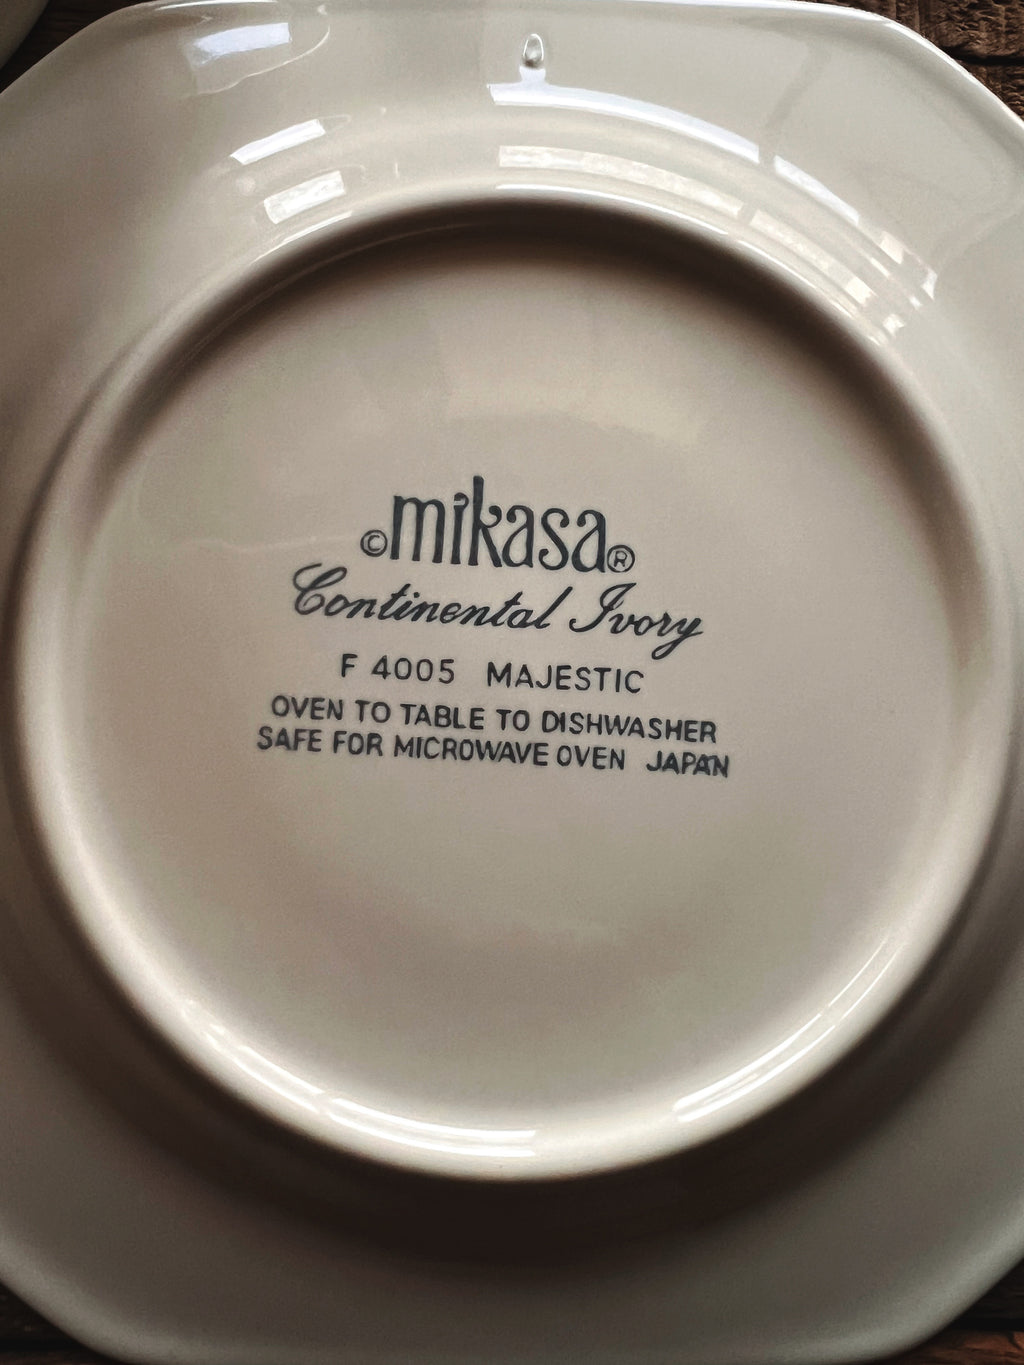 © mikasa ®
Continental Ivory
F 4005 MAJESTIC
OVEN TO TABLE TO DISHWASHER
SAFE FOR MICROWAVE OVEN JAPAN